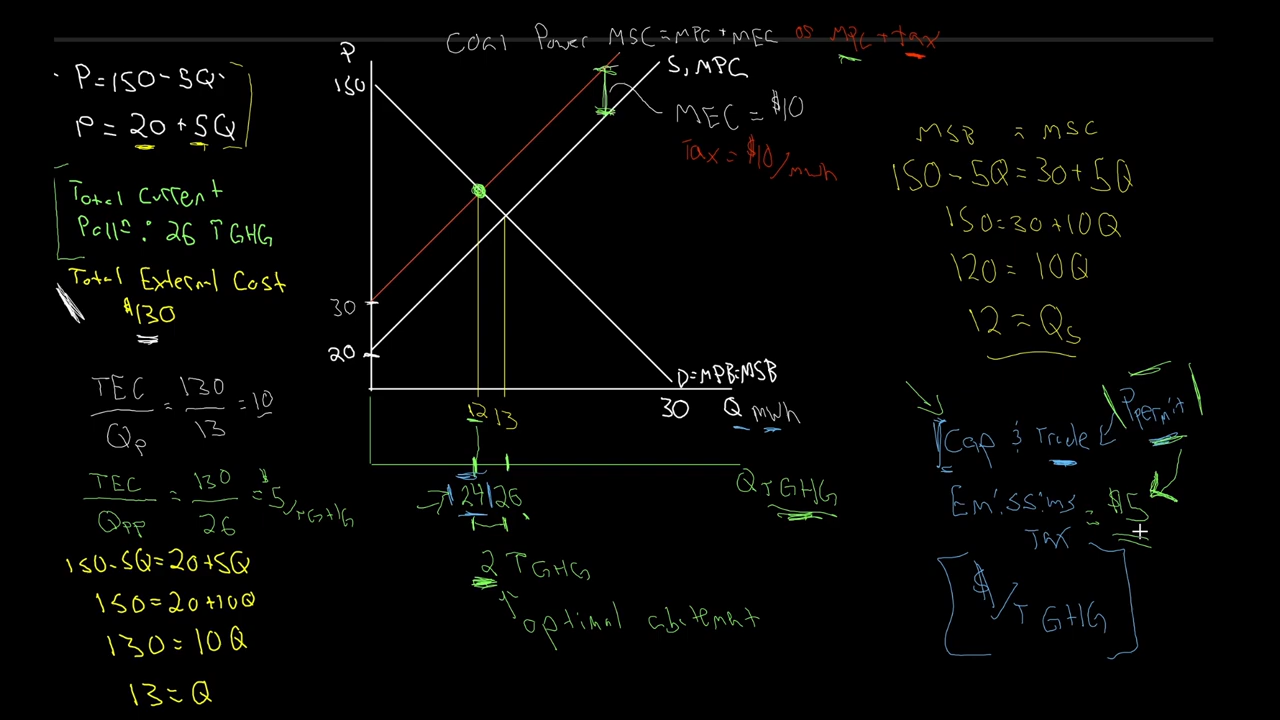 Coal Power MSC = MPC + MEC or MPC + tax
P = 150 - 5Q
P = 20 + 5Q
Total Current
Poll^n : 26 T GHG
Total External Cost
$130
TEC/Qp = 130/13 = 10
TEC/Qpp = 130/26 = $5/TGHG
150 - 5Q = 20 + 5Q
150 = 20 + 10Q
130 = 10Q
13 = Q
P
150
30
20
S, MPC
MEC = $10
Tax = $10/mwh
D = MPB = MSB
12 13
30
Q mwh
24 26
Q TGHG
2 T GHG
optimal abatemnt
MSB = MSC
150 - 5Q = 30 + 5Q
150 = 30 + 10Q
120 = 10Q
12 = Qs
Ppermit
Cap & Trade
Emissims
Tax = $5
$/T GHG